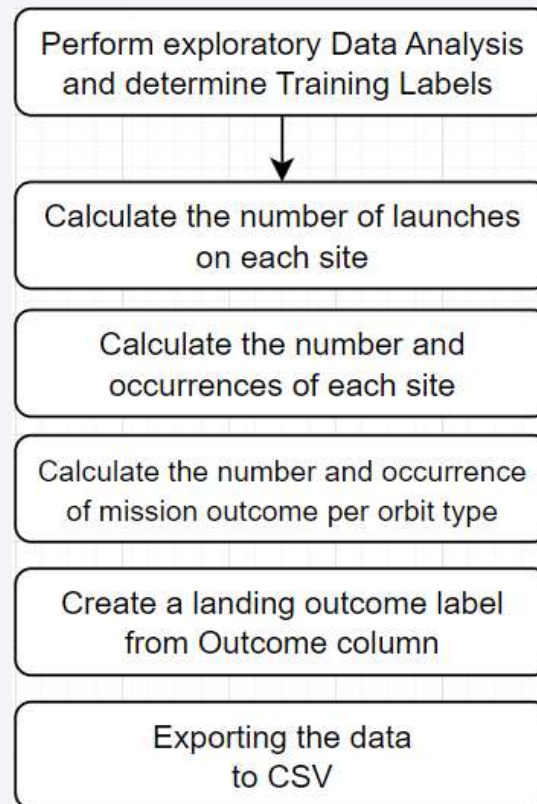 Perform exploratory Data Analysis
and determine Training Labels
Calculate the number of launches
on each site
Calculate the number and
occurrences of each site
Calculate the number and occurrence
of mission outcome per orbit type
Create a landing outcome label
from Outcome column
Exporting the data
to CSV